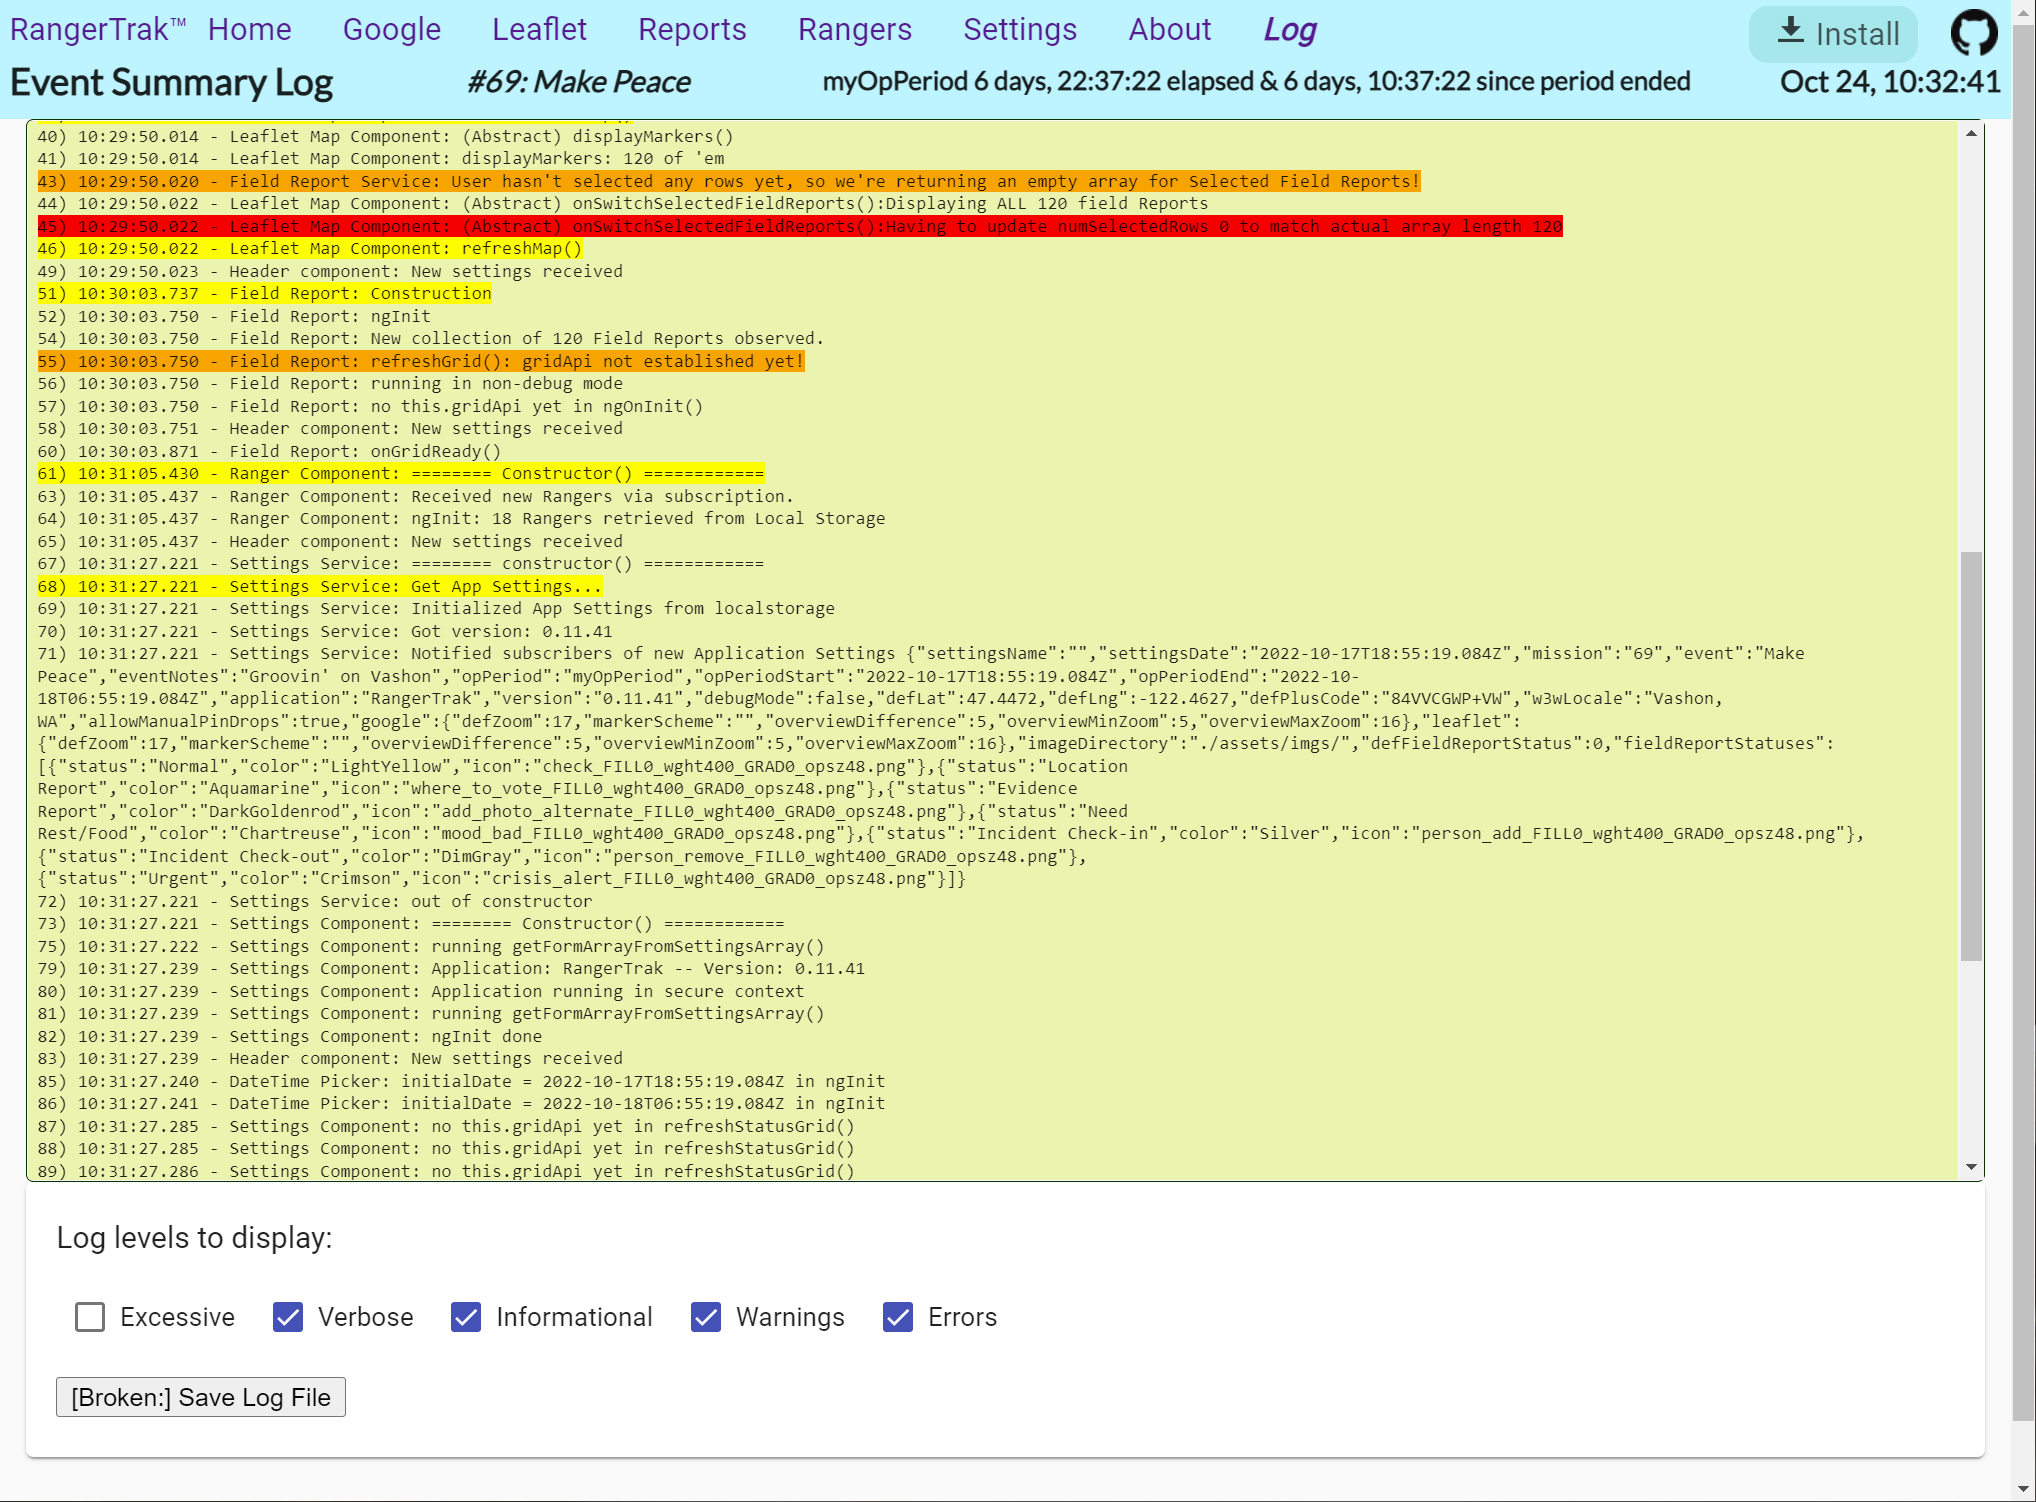 RangerTrak™ Home Google Leaflet Reports Rangers Settings About Log Install
Event Summary Log #69: Make Peace myOpPeriod 6 days, 22:37:22 elapsed & 6 days, 10:37:22 since period ended Oct 24, 10:32:41
40) 10:29:50.014 - Leaflet Map Component: (Abstract) displayMarkers()
41) 10:29:50.014 - Leaflet Map Component: displayMarkers: 120 of 'em
43) 10:29:50.020 - Field Report Service: User hasn't selected any rows yet, so we're returning an empty array for Selected Field Reports!
44) 10:29:50.022 - Leaflet Map Component: (Abstract) onSwitchSelectedFieldReports():Displaying ALL 120 field Reports
45) 10:29:50.022 - Leaflet Map Component: (Abstract) onSwitchSelectedFieldReports():Having to update numSelectedRows 0 to match actual array length 120
46) 10:29:50.022 - Leaflet Map Component: refreshMap()
49) 10:29:50.023 - Header component: New settings received
51) 10:30:03.737 - Field Report: Construction
52) 10:30:03.750 - Field Report: ngInit
54) 10:30:03.750 - Field Report: New collection of 120 Field Reports observed.
55) 10:30:03.750 - Field Report: refreshGrid(): gridApi not established yet!
56) 10:30:03.750 - Field Report: running in non-debug mode
57) 10:30:03.750 - Field Report: no this.gridApi yet in ngOnInit()
58) 10:30:03.751 - Header component: New settings received
60) 10:30:03.871 - Field Report: onGridReady()
61) 10:31:05.430 - Ranger Component: ======== Constructor() ============
63) 10:31:05.437 - Ranger Component: Received new Rangers via subscription.
64) 10:31:05.437 - Ranger Component: ngInit: 18 Rangers retrieved from Local Storage
65) 10:31:05.437 - Header component: New settings received
67) 10:31:27.221 - Settings Service: ======== constructor() ============
68) 10:31:27.221 - Settings Service: Get App Settings...
69) 10:31:27.221 - Settings Service: Initialized App Settings from localstorage
70) 10:31:27.221 - Settings Service: Got version: 0.11.41
71) 10:31:27.221 - Settings Service: Notified subscribers of new Application Settings {"settingsName":"","settingsDate":"2022-10-17T18:55:19.084Z","mission":"69","event":"Make
Peace","eventNotes":"Groovin' on Vashon","opPeriod":"myOpPeriod","opPeriodStart":"2022-10-17T18:55:19.084Z","opPeriodEnd":"2022-10-
18T06:55:19.084Z","application":"RangerTrak","version":"0.11.41","debugMode":false,"defLat":47.4472,"defLng":-122.4627,"defPlusCode":"84VVCGWP+VW","w3wLocale":"Vashon,
WA","allowManualPinDrops":true,"google":{"defZoom":17,"markerScheme":"","overviewDifference":5,"overviewMinZoom":5,"overviewMaxZoom":16},"leaflet":
{"defZoom":17,"markerScheme":"","overviewDifference":5,"overviewMinZoom":5,"overviewMaxZoom":16},"imageDirectory":"./assets/imgs/","defFieldReportStatus":0,"fieldReportStatuses":
[{"status":"Normal","color":"LightYellow","icon":"check_FILL0_wght400_GRAD0_opsz48.png"},{"status":"Location
Report","color":"Aquamarine","icon":"where_to_vote_FILL0_wght400_GRAD0_opsz48.png"},{"status":"Evidence
Report","color":"DarkGoldenrod","icon":"add_photo_alternate_FILL0_wght400_GRAD0_opsz48.png"},{"status":"Need
Rest/Food","color":"Chartreuse","icon":"mood_bad_FILL0_wght400_GRAD0_opsz48.png"},{"status":"Incident Check-in","color":"Silver","icon":"person_add_FILL0_wght400_GRAD0_opsz48.png"},
{"status":"Incident Check-out","color":"DimGray","icon":"person_remove_FILL0_wght400_GRAD0_opsz48.png"},
{"status":"Urgent","color":"Crimson","icon":"crisis_alert_FILL0_wght400_GRAD0_opsz48.png"}]}
72) 10:31:27.221 - Settings Service: out of constructor
73) 10:31:27.221 - Settings Component: ======== Constructor() ============
75) 10:31:27.222 - Settings Component: running getFormArrayFromSettingsArray()
79) 10:31:27.239 - Settings Component: Application: RangerTrak -- Version: 0.11.41
80) 10:31:27.239 - Settings Component: Application running in secure context
81) 10:31:27.239 - Settings Component: running getFormArrayFromSettingsArray()
82) 10:31:27.239 - Settings Component: ngInit done
83) 10:31:27.239 - Header component: New settings received
85) 10:31:27.240 - DateTime Picker: initialDate = 2022-10-17T18:55:19.084Z in ngInit
86) 10:31:27.241 - DateTime Picker: initialDate = 2022-10-18T06:55:19.084Z in ngInit
87) 10:31:27.285 - Settings Component: no this.gridApi yet in refreshStatusGrid()
88) 10:31:27.285 - Settings Component: no this.gridApi yet in refreshStatusGrid()
89) 10:31:27.286 - Settings Component: no this.gridApi yet in refreshStatusGrid()
Log levels to display:
Excessive Verbose Informational Warnings Errors
[Broken:] Save Log File